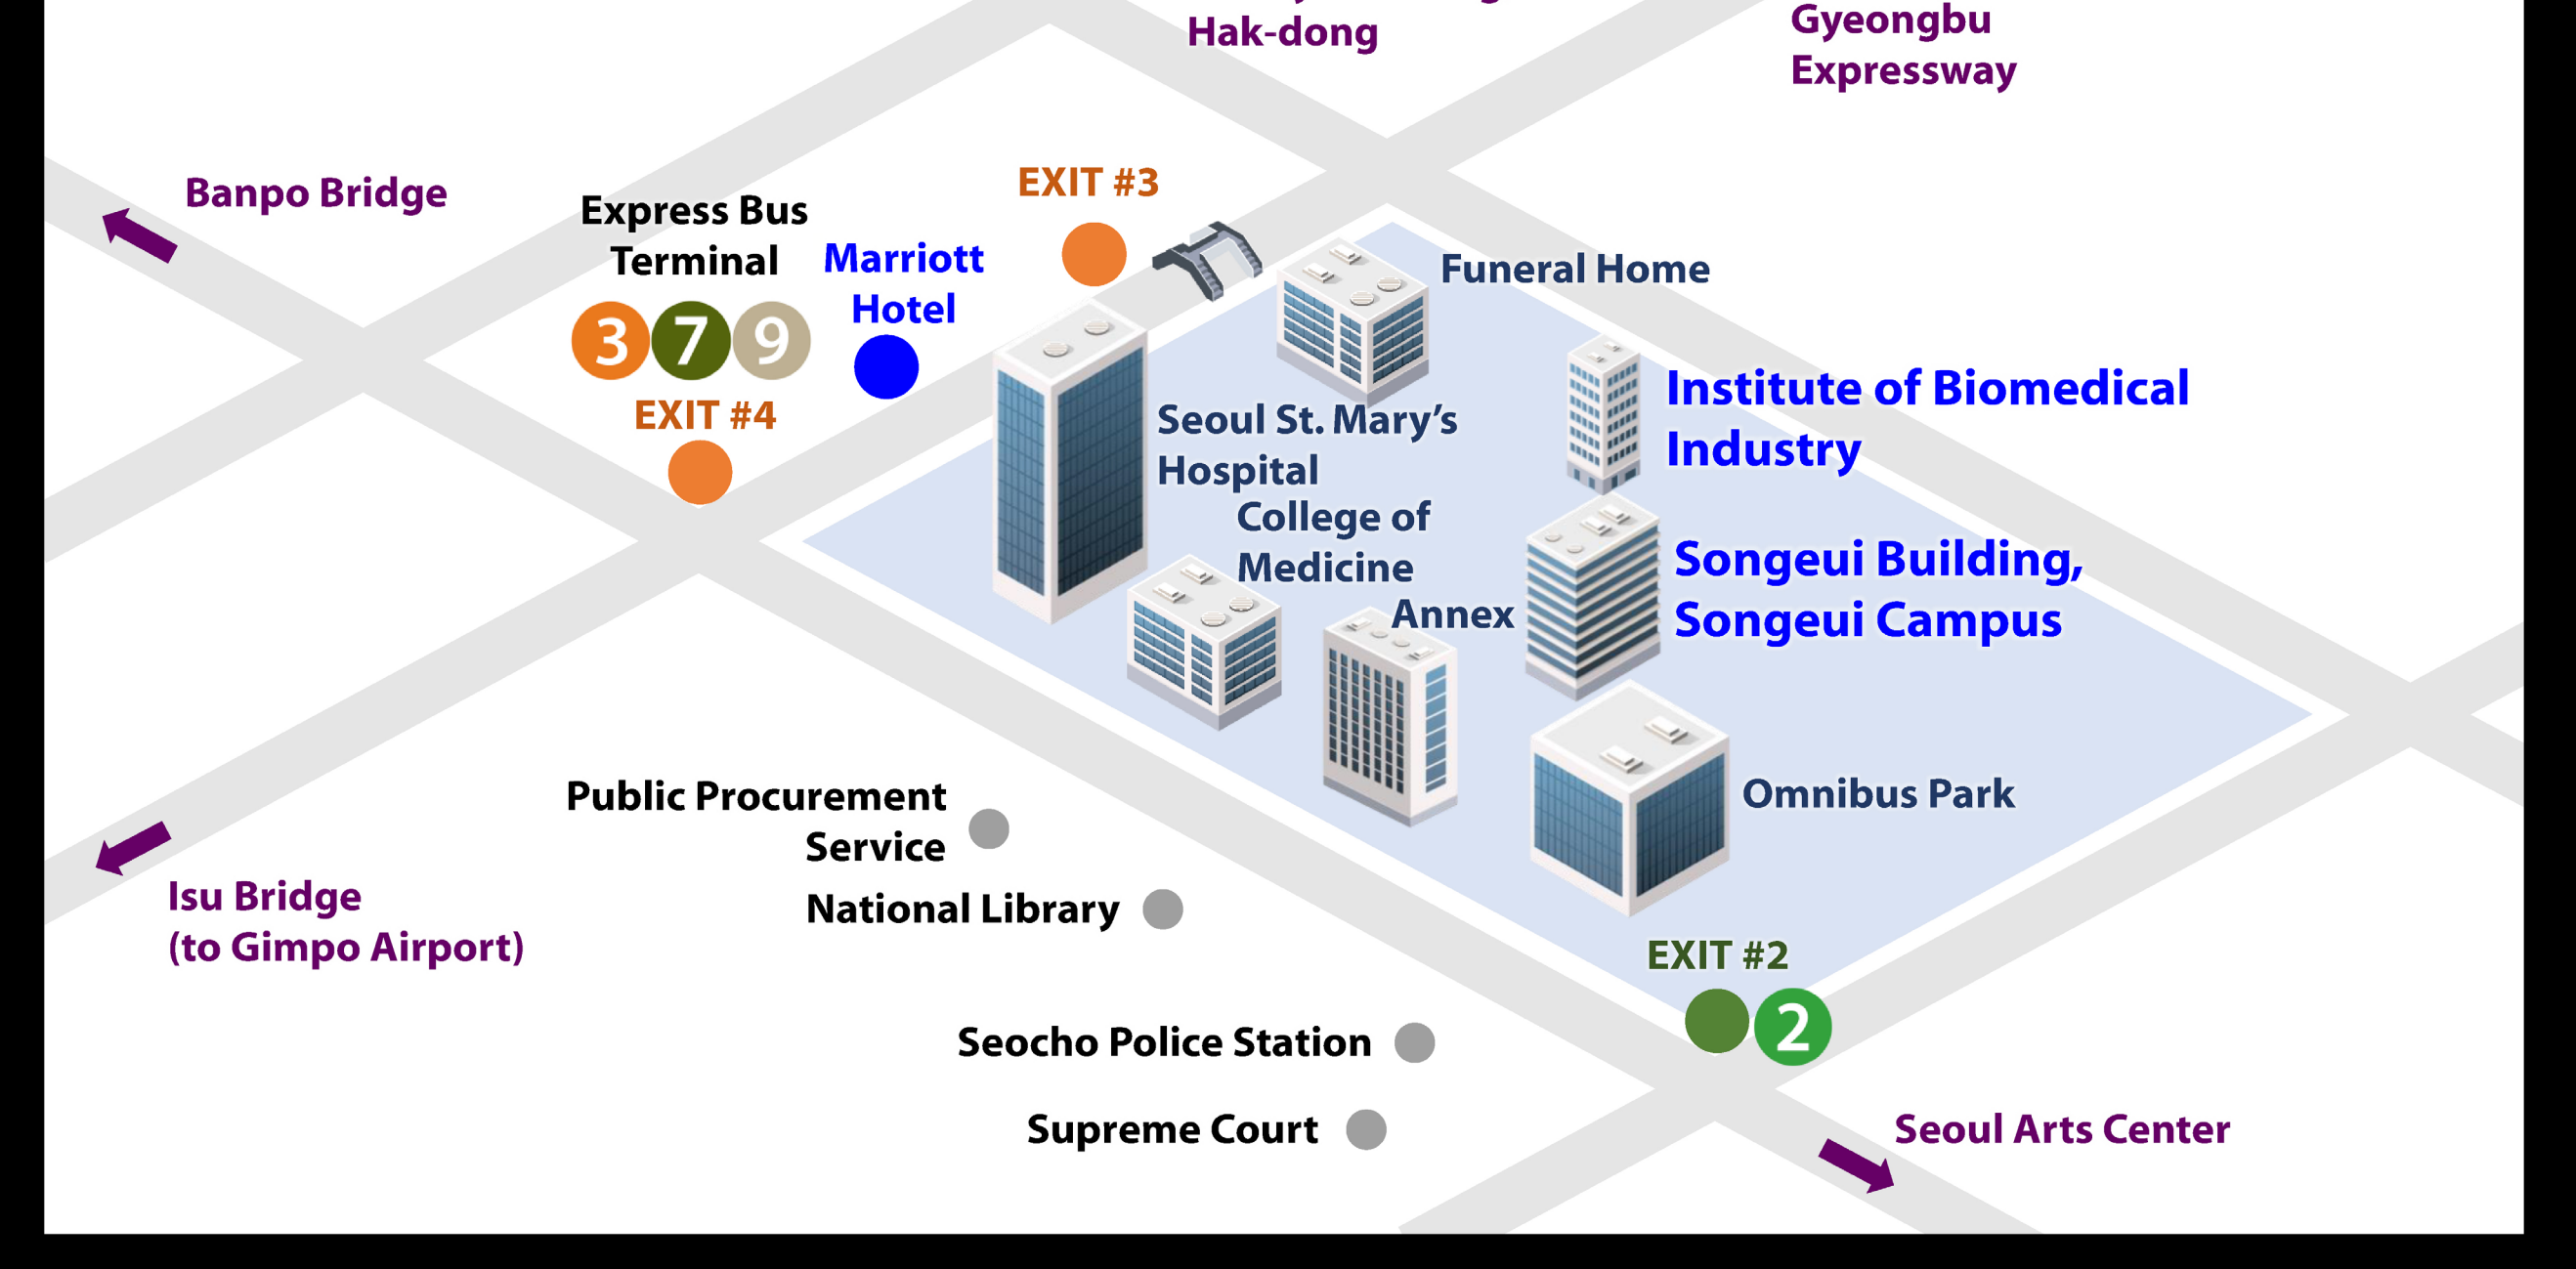 Hak-dong
Gyeongbu
Expressway
Banpo Bridge
EXIT #3
Express Bus
Terminal
Marriott
Hotel
3 7 9
EXIT #4
Funeral Home
Institute of Biomedical
Industry
Seoul St. Mary's
Hospital
College of
Medicine
Annex
Songeui Building,
Songeui Campus
Public Procurement
Service
Omnibus Park
Isu Bridge
(to Gimpo Airport)
National Library
EXIT #2
2
Seocho Police Station
Supreme Court
Seoul Arts Center